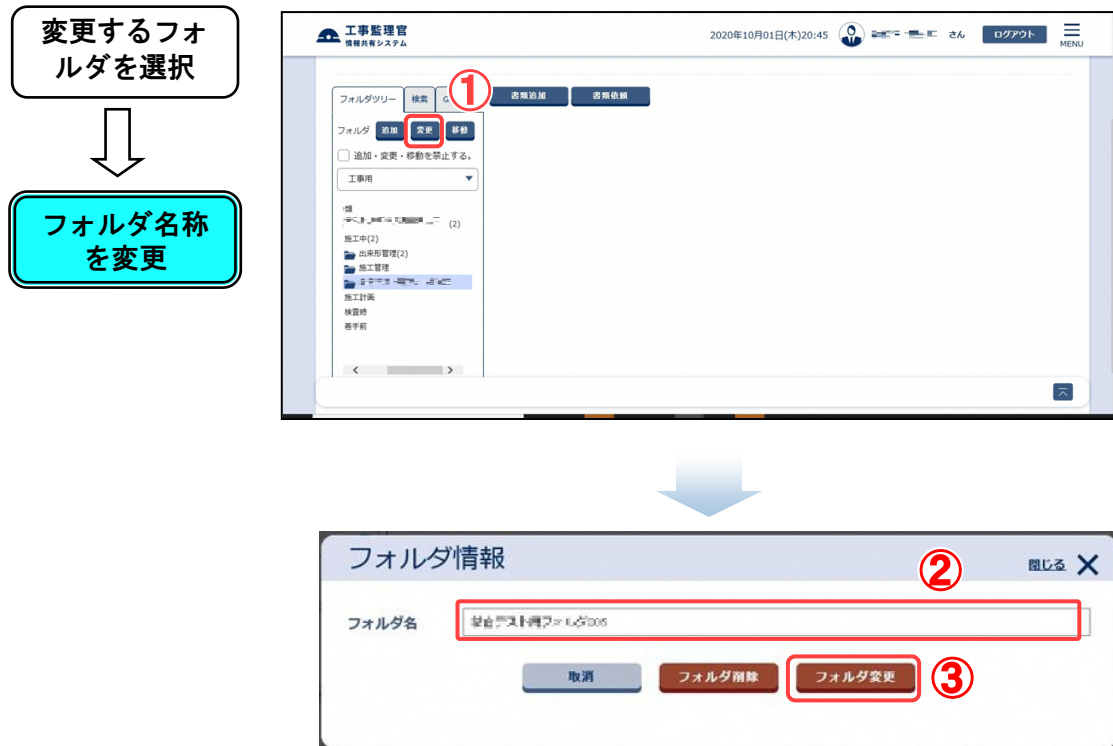 変更するフォ
ルダを選択
フォルダ名称
を変更
工事監理官
情報共有システム
2020年10月01日(木)20:45
さん
ログアウト
MENU
フォルダツリー
検索
G
①
書類追加
書類依頼
フォルダ
追加
変更
移動
追加・変更・移動を禁止する。
工事用
類
(2)
施工中(2)
出来形管理(2)
施工管理
施工計画
検査時
着手前
フォルダ情報
②
閉じる
フォルダ名
取消
フォルダ削除
フォルダ変更
③